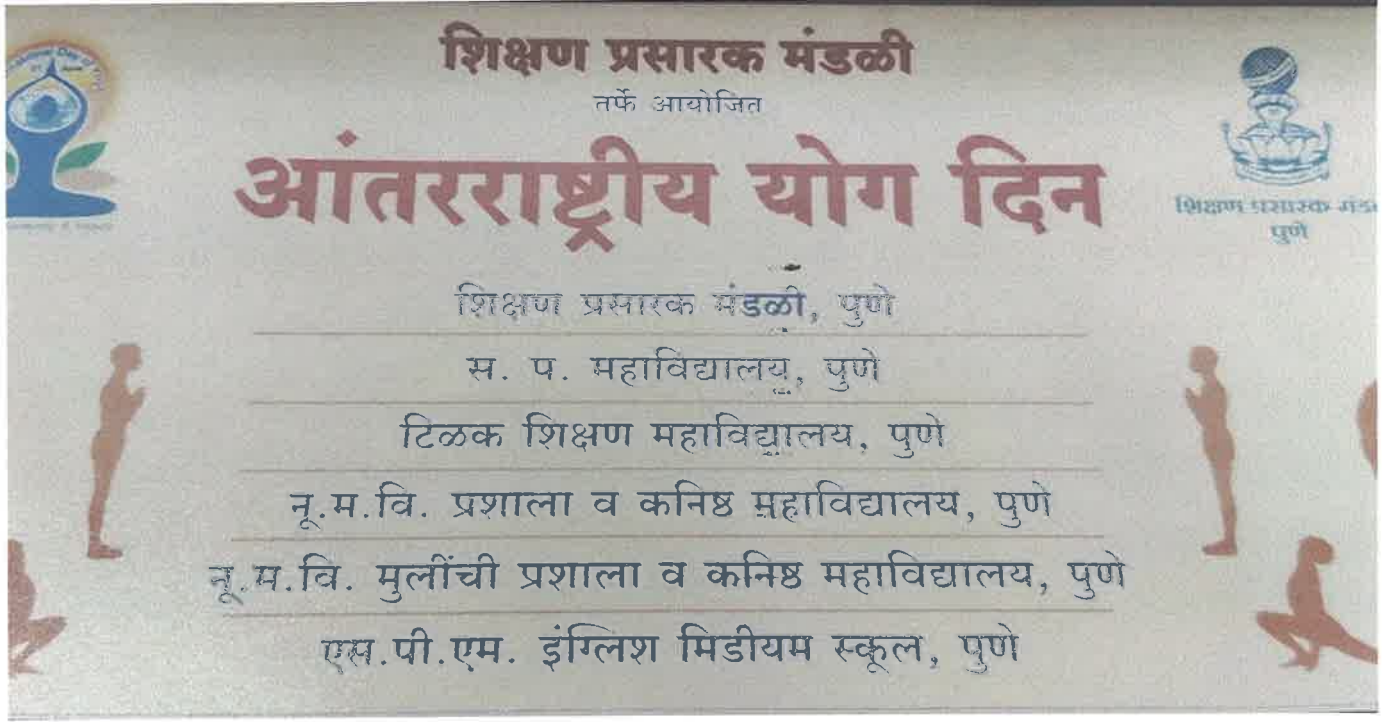 शिक्षण प्रसारक मंडळी
तर्फे आयोजित
आंतरराष्ट्रीय योग दिन
शिक्षण प्रसारक मंड
पुणे
शिक्षण प्रसारक मंडळी, पुणे
स. प. महाविद्यालय, पुणे
टिळक शिक्षण महाविद्यालय, पुणे
नू.म.वि. प्रशाला व कनिष्ठ महाविद्यालय, पुणे
नू.म.वि. मुलींची प्रशाला व कनिष्ठ महाविद्यालय, पुणे
एस.पी.एम. इंग्लिश मिडीयम स्कूल, पुणे